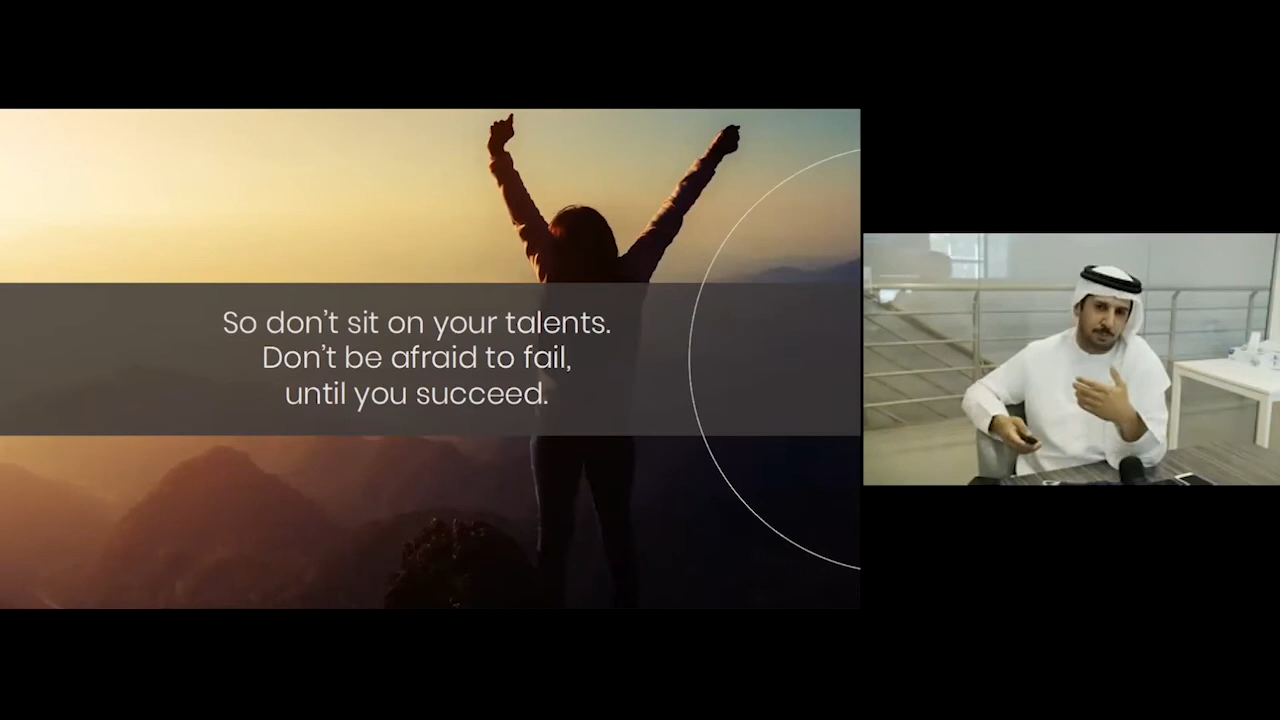 So don't sit on your talents.
Don't be afraid to fail,
until you succeed.